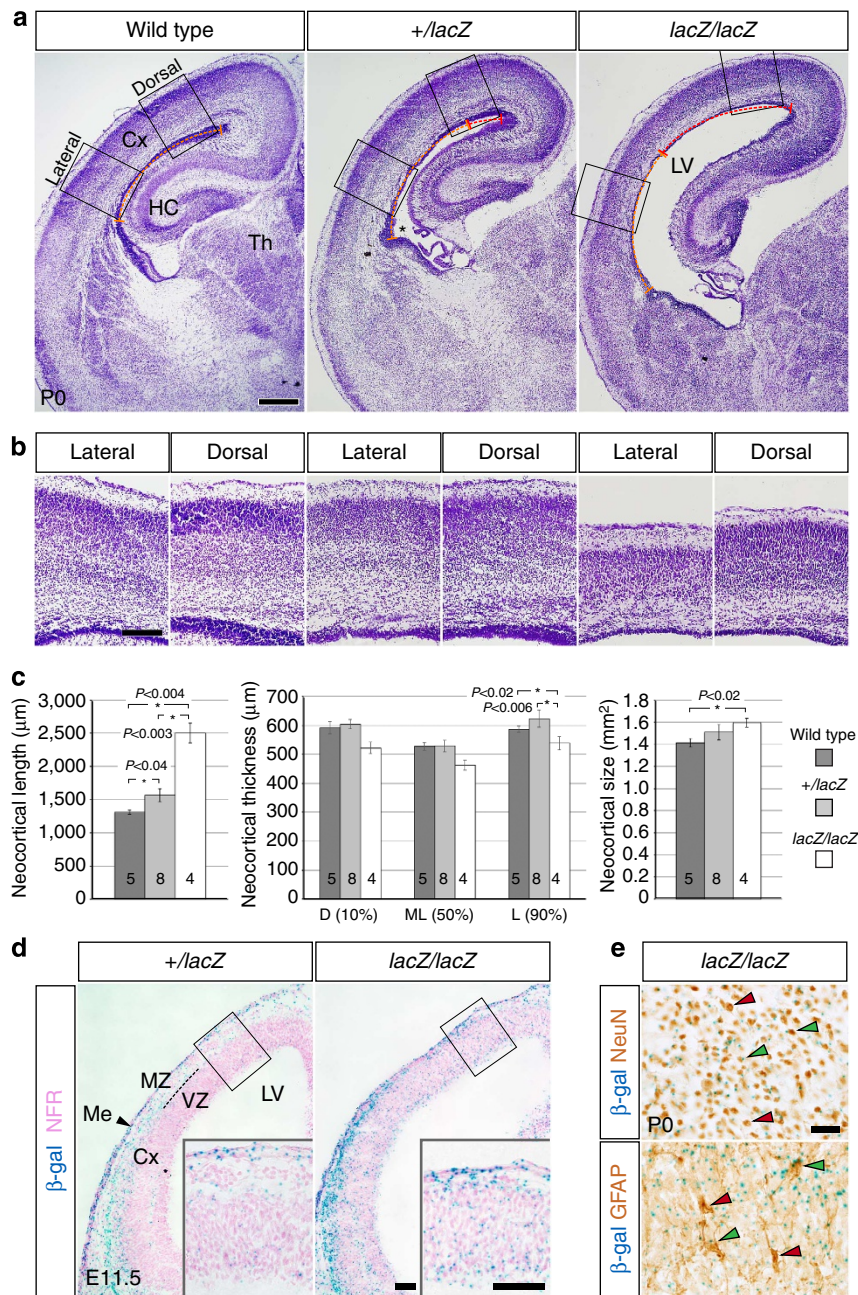 a
Wild type
+/lacZ
lacZ/lacZ
Dorsal
Lateral
Cx
HC
Th
P0
*
LV
b
Lateral
Dorsal
Lateral
Dorsal
Lateral
Dorsal
c
Neocortical length (μm)
3,000
2,500
2,000
1,500
1,000
500
0
P<0.004
*
*
P<0.003
P<0.04
*
5 8 4
Neocortical thickness (μm)
700
600
500
400
300
200
100
0
P<0.02 *
P<0.006 *
5 8 4
5 8 4
5 8 4
D (10%)
ML (50%)
L (90%)
Neocortical size (mm²)
1.8
1.6
1.4
1.2
1
0.8
0.6
0.4
0.2
0
P<0.02
*
5 8 4
Wild type
+/lacZ
lacZ/lacZ
d
+/lacZ
lacZ/lacZ
β-gal NFR
MZ
VZ
LV
Me
Cx
E11.5
e
lacZ/lacZ
β-gal NeuN
P0
β-gal GFAP